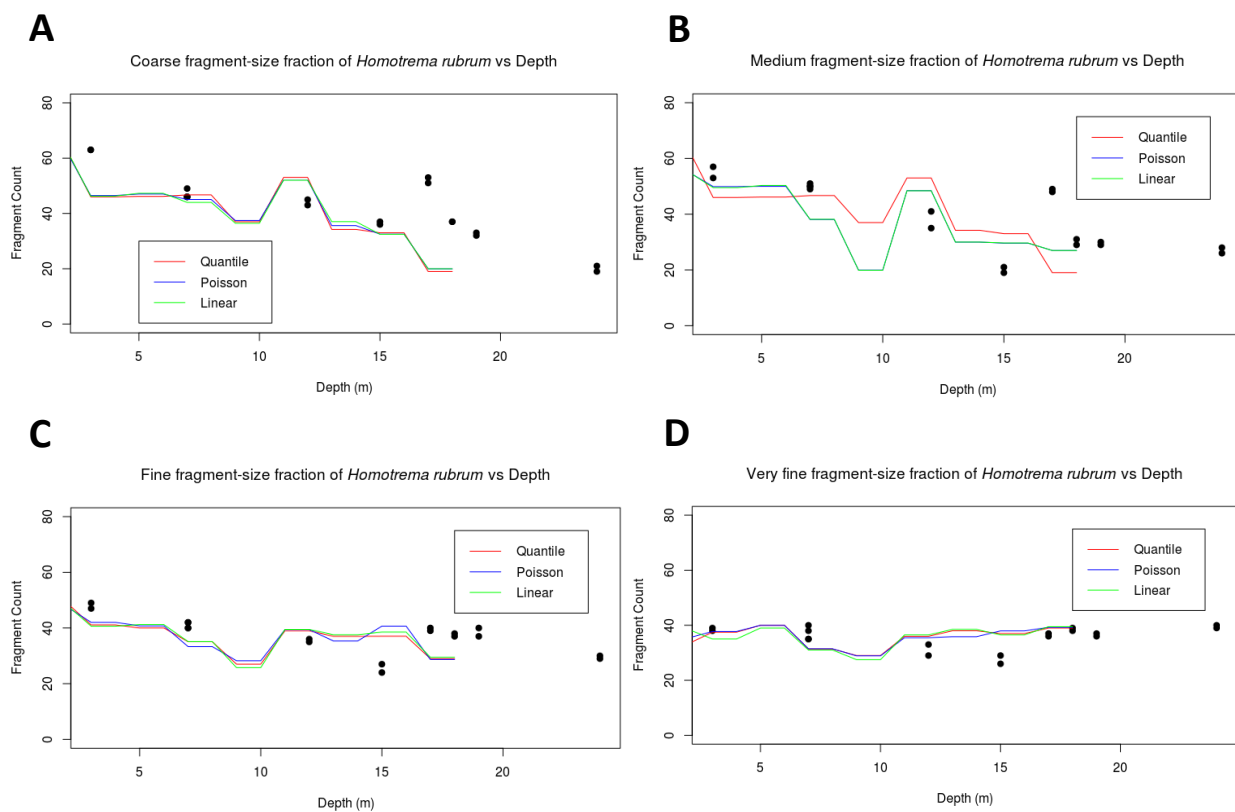 A
Coarse fragment-size fraction of Homotrema rubrum vs Depth
80
60
40
20
0
Fragment Count
Quantile
Poisson
Linear
5
10
15
20
Depth (m)
B
Medium fragment-size fraction of Homotrema rubrum vs Depth
80
60
40
20
0
Fragment Count
Quantile
Poisson
Linear
5
10
15
20
Depth (m)
C
Fine fragment-size fraction of Homotrema rubrum vs Depth
80
60
40
20
0
Fragment Count
Quantile
Poisson
Linear
5
10
15
20
Depth (m)
D
Very fine fragment-size fraction of Homotrema rubrum vs Depth
80
60
40
20
0
Fragment Count
Quantile
Poisson
Linear
5
10
15
20
Depth (m)